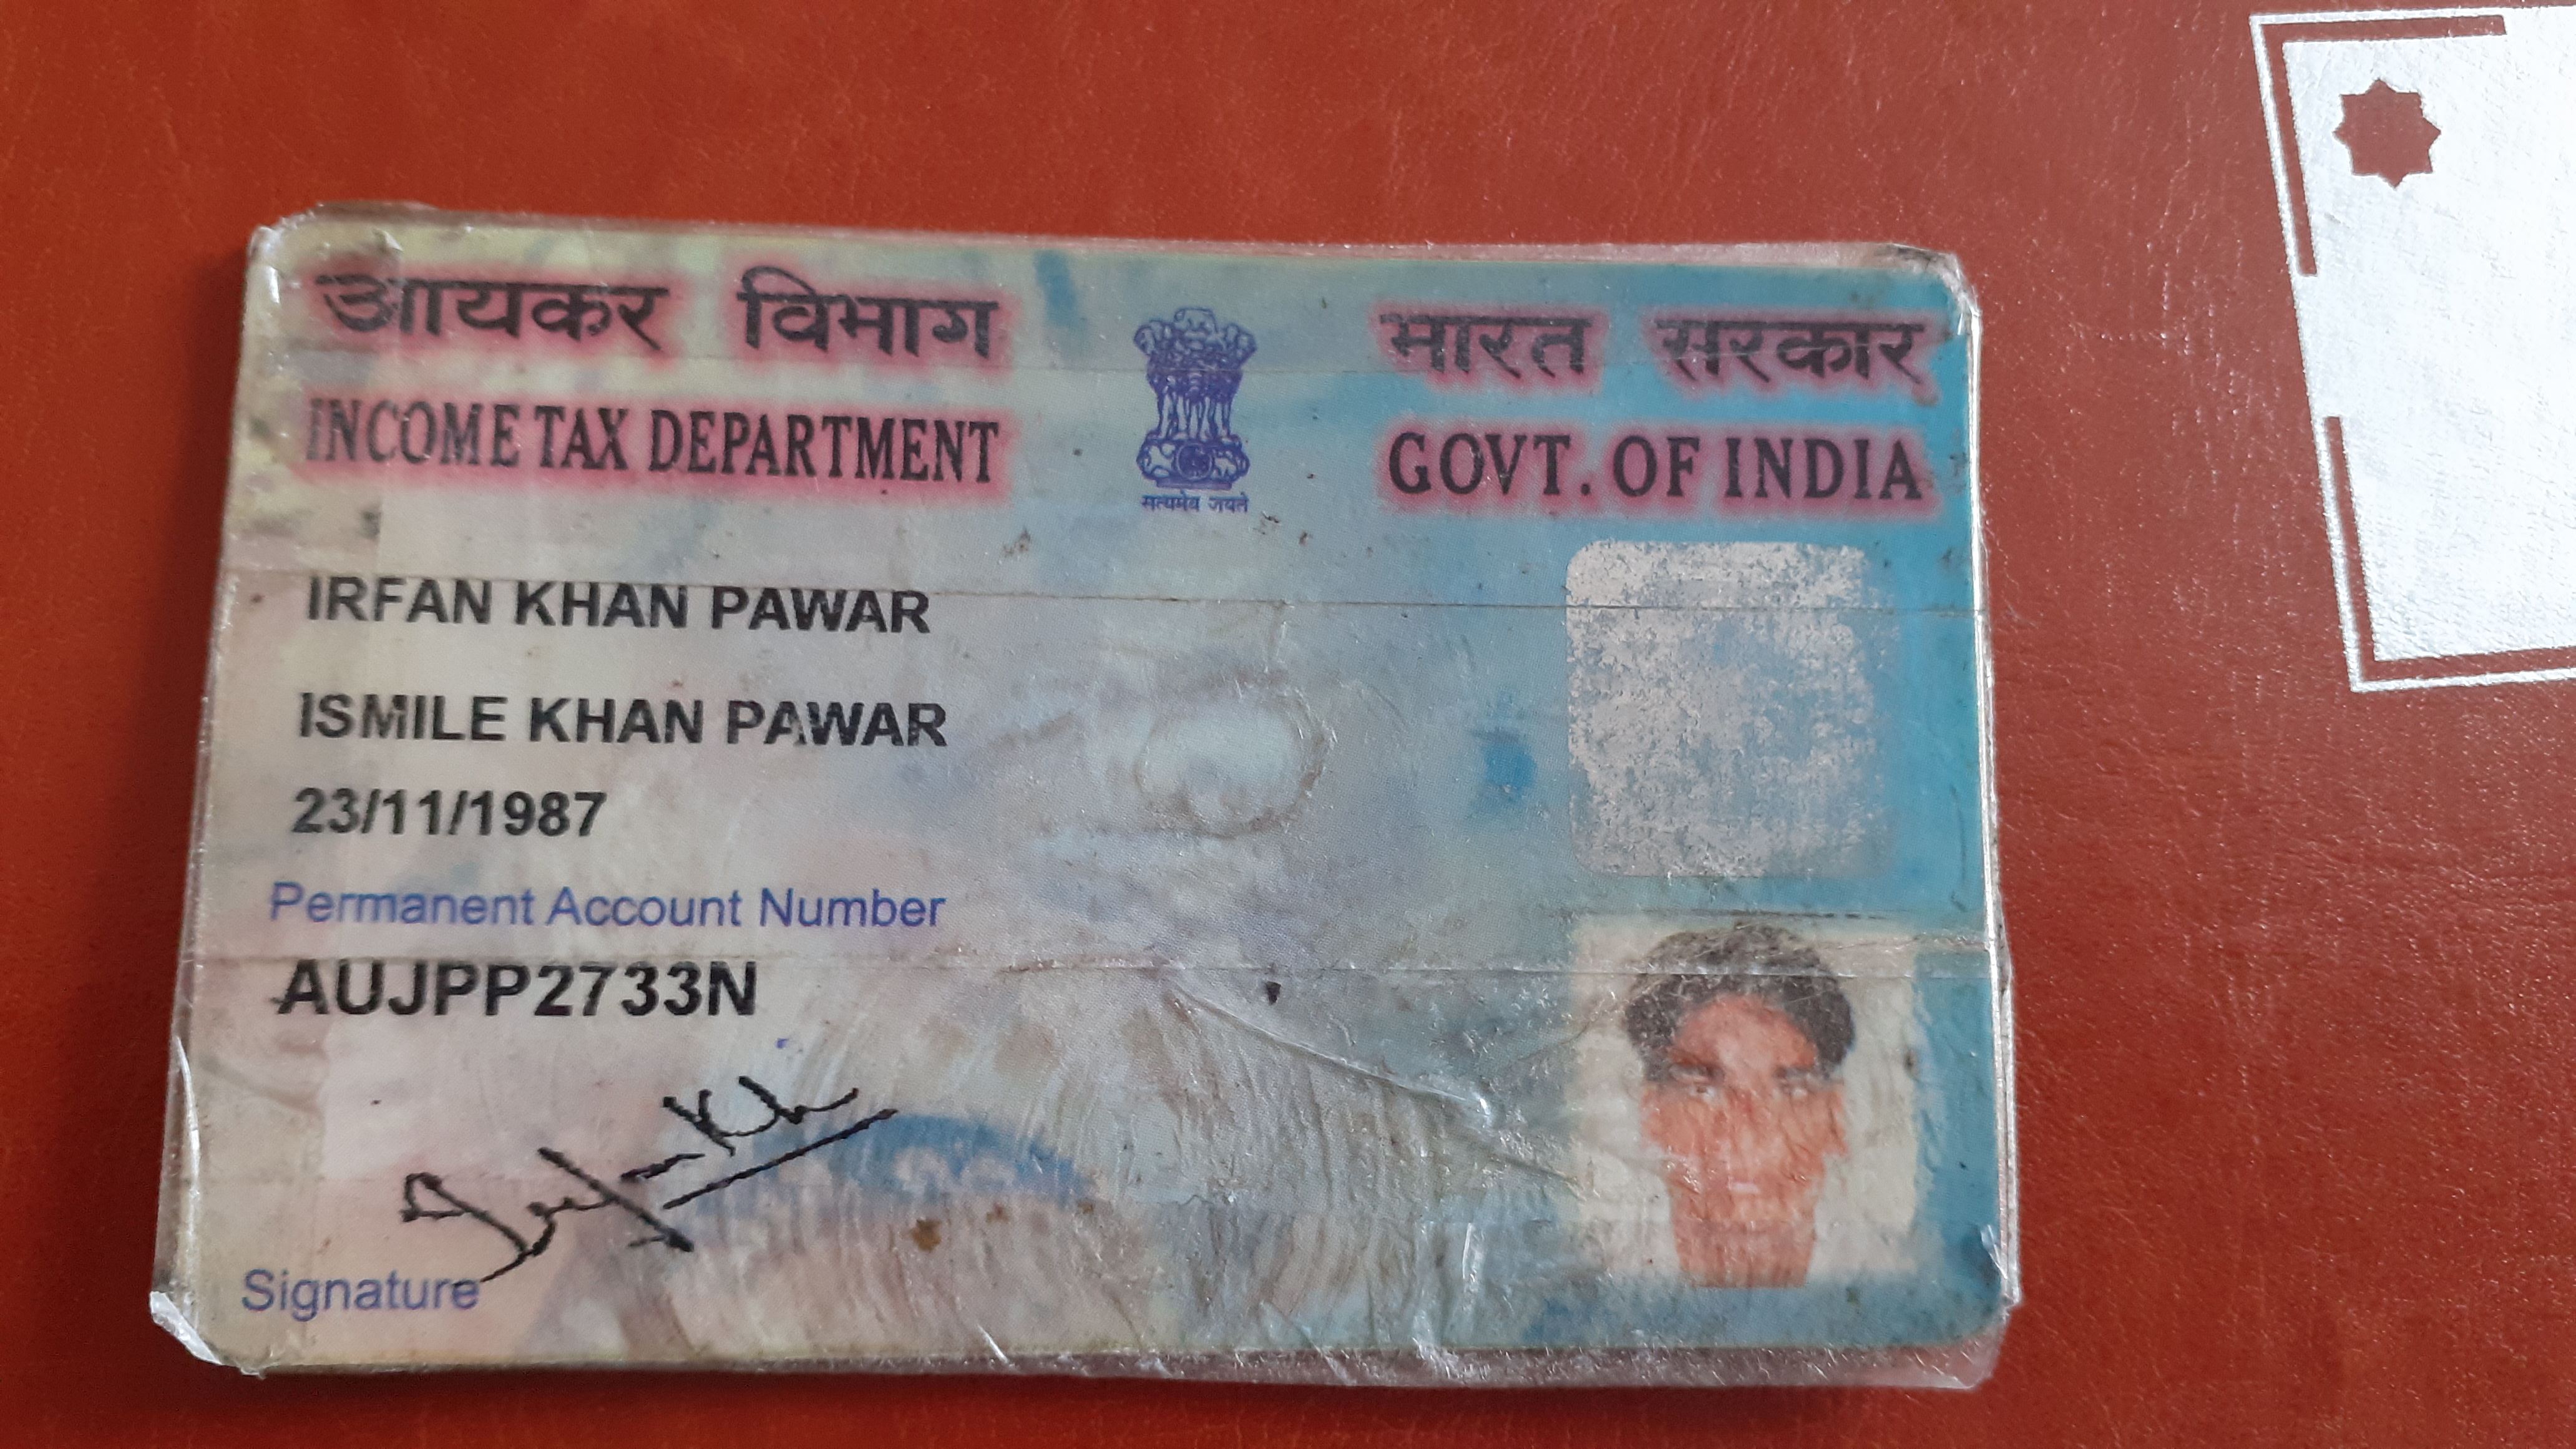 आयकर विभाग
INCOME TAX DEPARTMENT
सत्यमेव जयते
भारत सरकार
GOVT. OF INDIA
IRFAN KHAN PAWAR
ISMILE KHAN PAWAR
23/11/1987
Permanent Account Number
AUJPP2733N
Signature